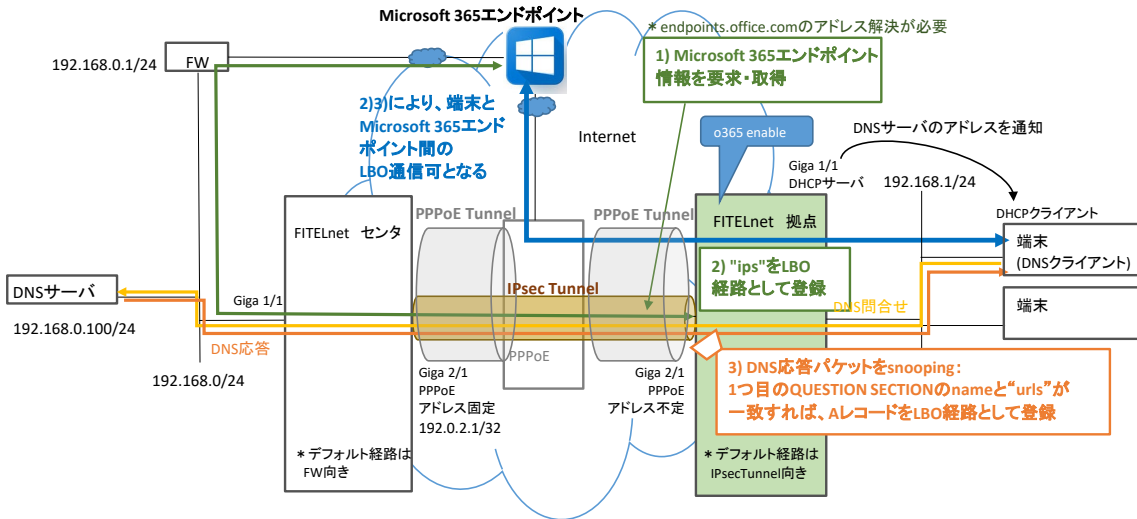 Microsoft 365エンドポイント
＊endpoints.office.comのアドレス解決が必要
1) Microsoft 365エンドポイント
情報を要求・取得
192.168.0.1/24
FW
2)3)により、端末と
Microsoft 365エンド
ポイント間の
LBO通信可となる
Internet
o365 enable
DNSサーバのアドレスを通知
Giga 1/1
DHCPサーバ
192.168.1/24
DHCPクライアント
端末
(DNSクライアント)
端末
FITELnet センタ
PPPoE Tunnel
PPPoE Tunnel
FITELnet 拠点
2) "ips"をLBO
経路として登録
DNSサーバ
192.168.0.100/24
Giga 1/1
IPsec Tunnel
DNS問合せ
DNS応答
192.168.0/24
PPPoE
Giga 2/1
PPPoE
アドレス固定
192.0.2.1/32
Giga 2/1
PPPoE
アドレス不定
3) DNS応答パケットをsnooping：
1つ目のQUESTION SECTIONのnameと“urls”が
一致すれば、AレコードをLBO経路として登録
＊デフォルト経路は
FW向き
＊デフォルト経路は
IPsecTunnel向き